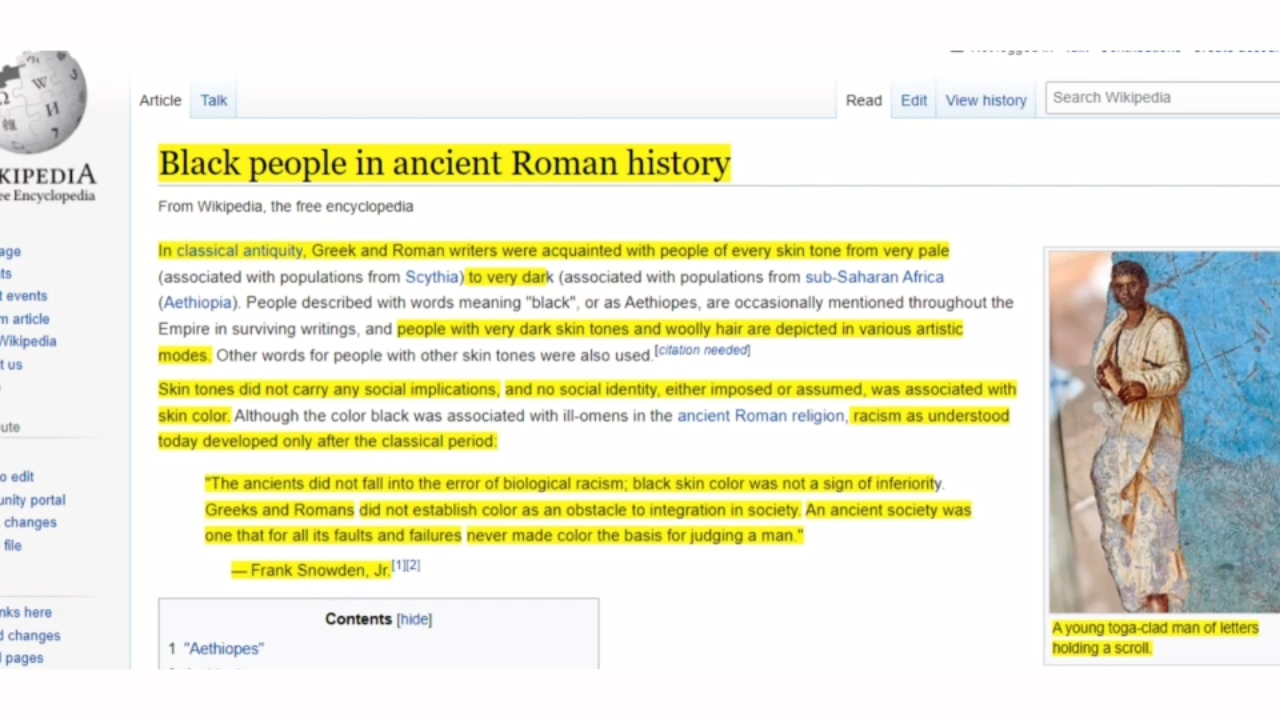 Article
Talk
Read
Edit
View history
Search Wikipedia
KIPEDIA
ee Encyclopedia
Black people in ancient Roman history
From Wikipedia, the free encyclopedia
In classical antiquity, Greek and Roman writers were acquainted with people of every skin tone from very pale
(associated with populations from Scythia) to very dark (associated with populations from sub-Saharan Africa
(Aethiopia). People described with words meaning "black", or as Aethiopes, are occasionally mentioned throughout the
Empire in surviving writings, and people with very dark skin tones and woolly hair are depicted in various artistic
modes. Other words for people with other skin tones were also used.[citation needed]
Skin tones did not carry any social implications, and no social identity, either imposed or assumed, was associated with
skin color. Although the color black was associated with ill-omens in the ancient Roman religion, racism as understood
today developed only after the classical period:
"The ancients did not fall into the error of biological racism; black skin color was not a sign of inferiority.
Greeks and Romans did not establish color as an obstacle to integration in society. An ancient society was
one that for all its faults and failures never made color the basis for judging a man."
— Frank Snowden, Jr.[1][2]
Contents [hide]
1 "Aethiopes"
A young toga-clad man of letters
holding a scroll.
age
ts
t events
m article
Wikipedia
t us
ute
o edit
unity portal
changes
file
nks here
d changes
pages